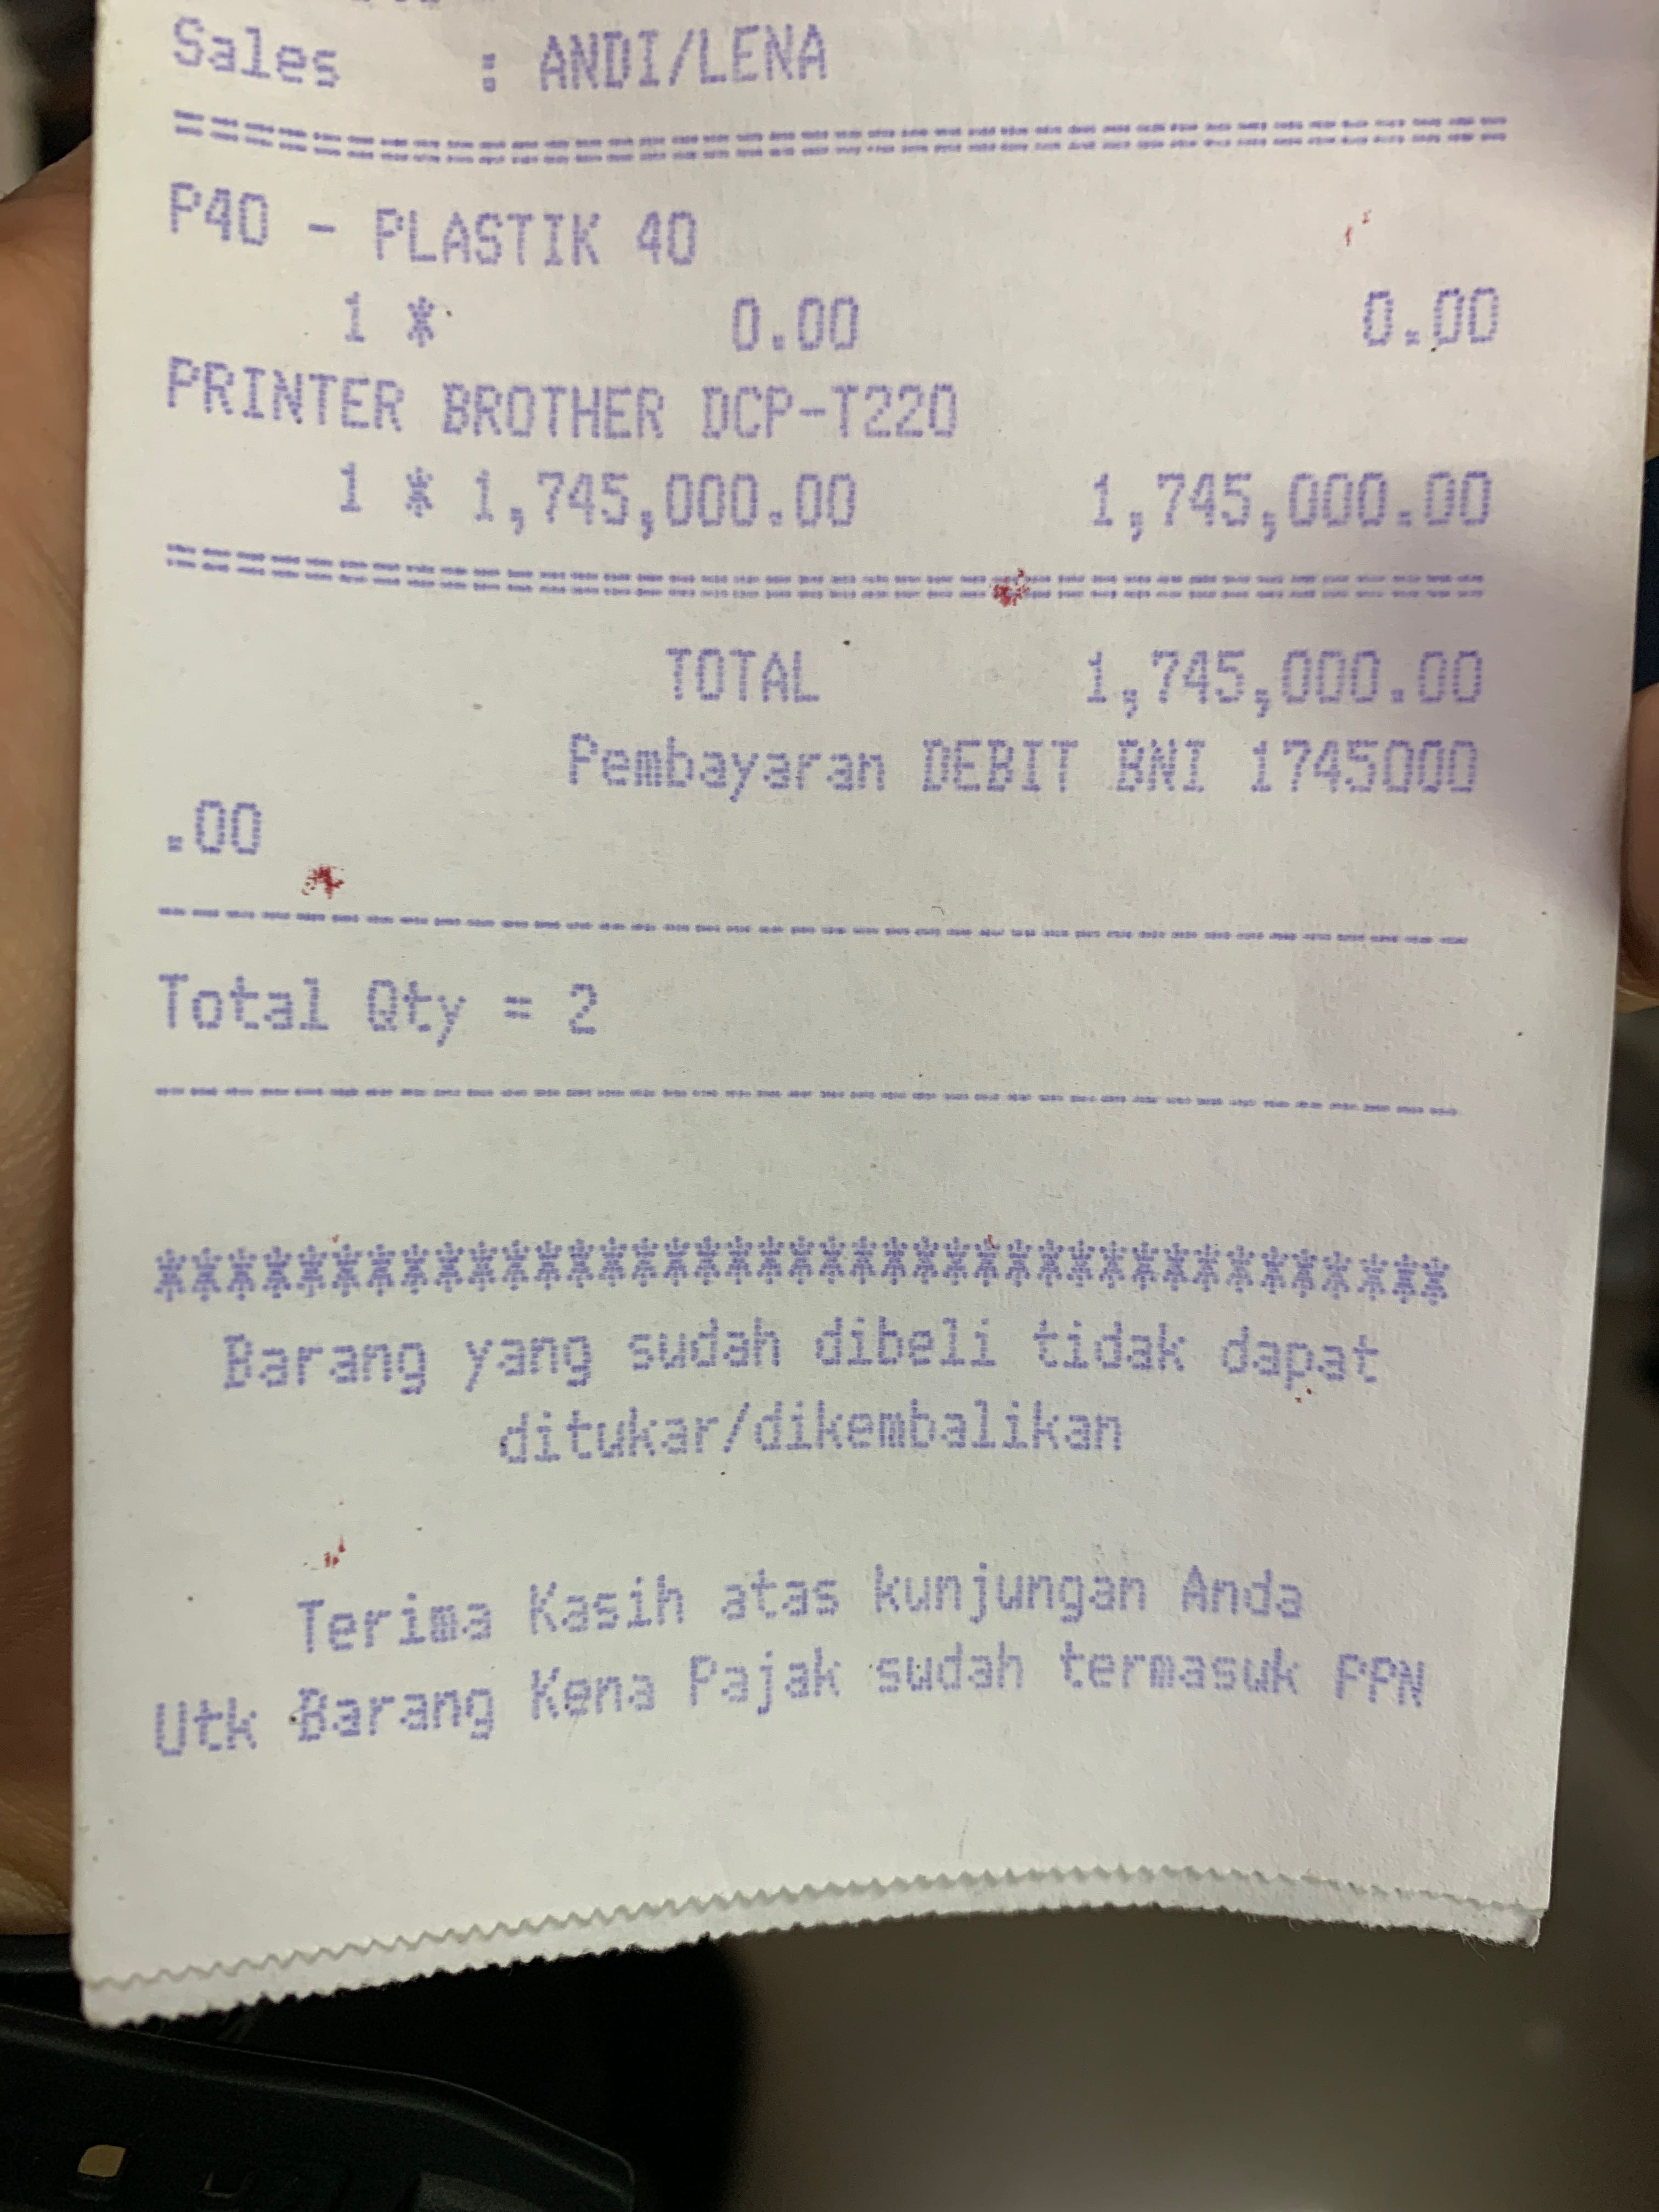 Sales : ANDI/LENA
P40 - PLASTIK 40
1 * 0.00 0.00
PRINTER BROTHER DCP-T220
1 * 1,745,000.00 1,745,000.00
TOTAL 1,745,000.00
Pembayaran DEBIT BNI 1745000
.00
Total Qty = 2
****************************************
Barang yang sudah dibeli tidak dapat
ditukar/dikembalikan
Terima Kasih atas kunjungan Anda
Utk Barang Kena Pajak sudah termasuk PPN